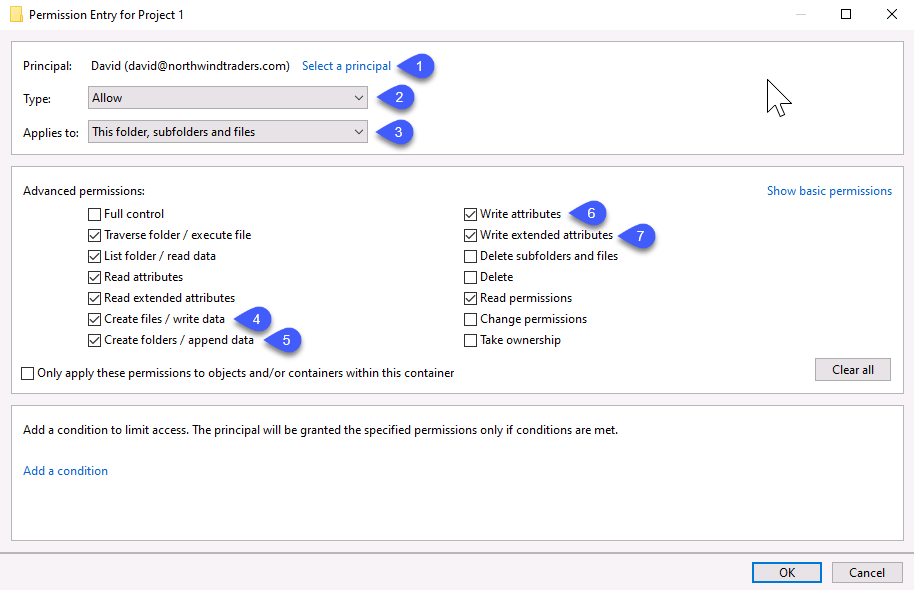 Permission Entry for Project 1
Principal: David (david@northwindtraders.com) Select a principal 1
Type: Allow 2
Applies to: This folder, subfolders and files 3
Advanced permissions: Show basic permissions
Full control Write attributes 6
Traverse folder / execute file Write extended attributes 7
List folder / read data Delete subfolders and files
Read attributes Delete
Read extended attributes Read permissions
Create files / write data 4 Change permissions
Create folders / append data 5 Take ownership
Only apply these permissions to objects and/or containers within this container Clear all
Add a condition to limit access. The principal will be granted the specified permissions only if conditions are met.
Add a condition
OK Cancel